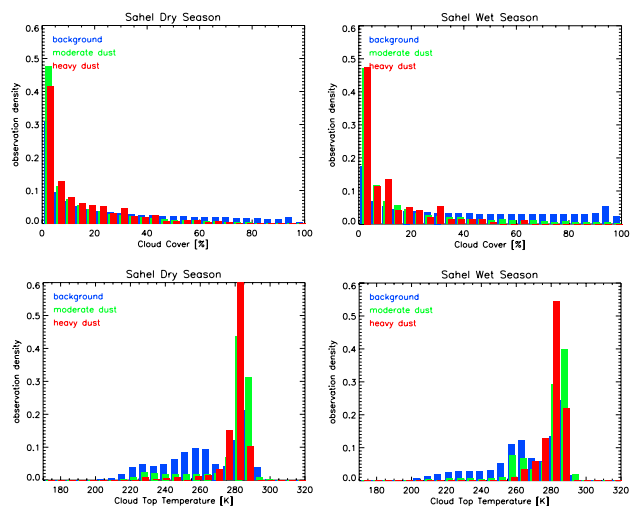 Sahel Dry Season
background
moderate dust
heavy dust
observation density
0.6
0.5
0.4
0.3
0.2
0.1
0.0
0 20 40 60 80 100
Cloud Cover [%]
Sahel Wet Season
background
moderate dust
heavy dust
observation density
0.6
0.5
0.4
0.3
0.2
0.1
0.0
0 20 40 60 80 100
Cloud Cover [%]
Sahel Dry Season
background
moderate dust
heavy dust
observation density
0.6
0.5
0.4
0.3
0.2
0.1
0.0
180 200 220 240 260 280 300 320
Cloud Top Temperature [K]
Sahel Wet Season
background
moderate dust
heavy dust
observation density
0.6
0.5
0.4
0.3
0.2
0.1
0.0
180 200 220 240 260 280 300 320
Cloud Top Temperature [K]